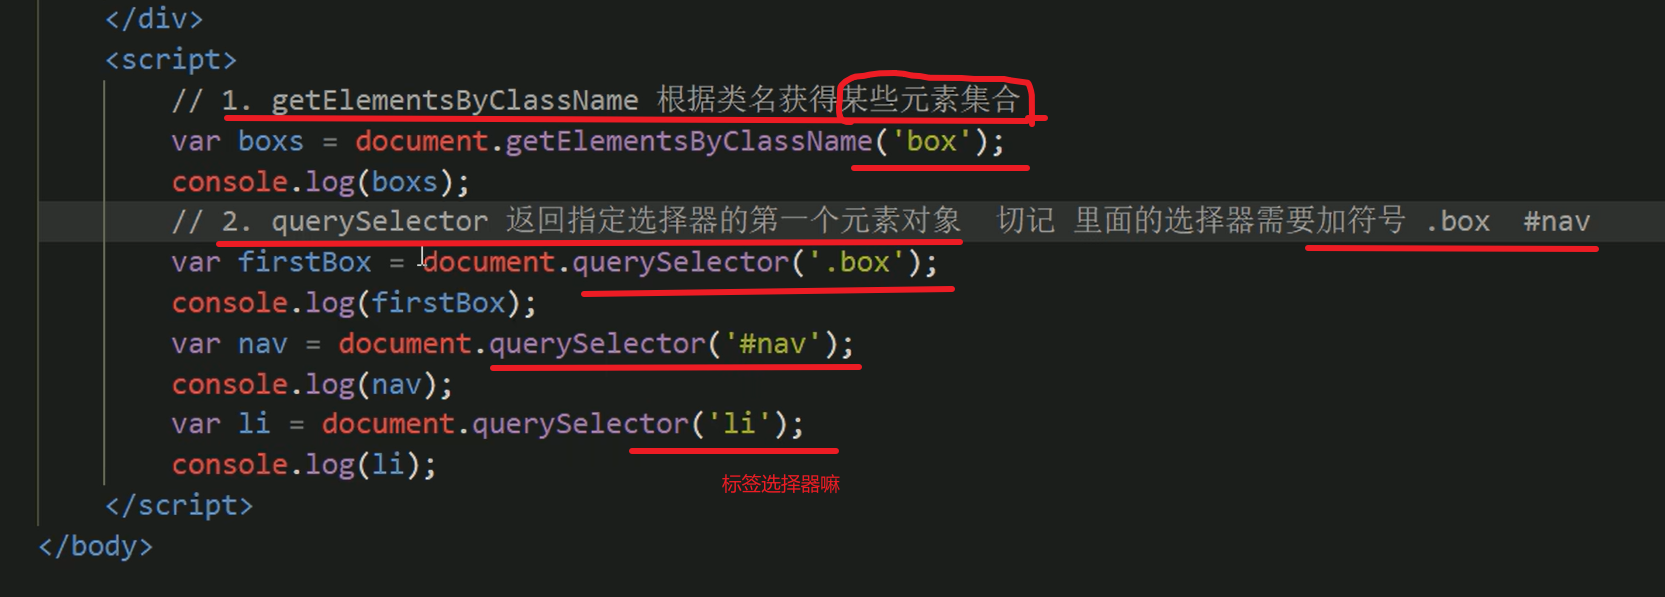 </div>
<script>
// 1. getElementsByClassName 根据类名获得某些元素集合
var boxs = document.getElementsByClassName('box');
console.log(boxs);
// 2. querySelector 返回指定选择器的第一个元素对象  切记 里面的选择器需要加符号 .box  #nav
var firstBox = document.querySelector('.box');
console.log(firstBox);
var nav = document.querySelector('#nav');
console.log(nav);
var li = document.querySelector('li');
console.log(li);
标签选择器嘛
</script>
</body>